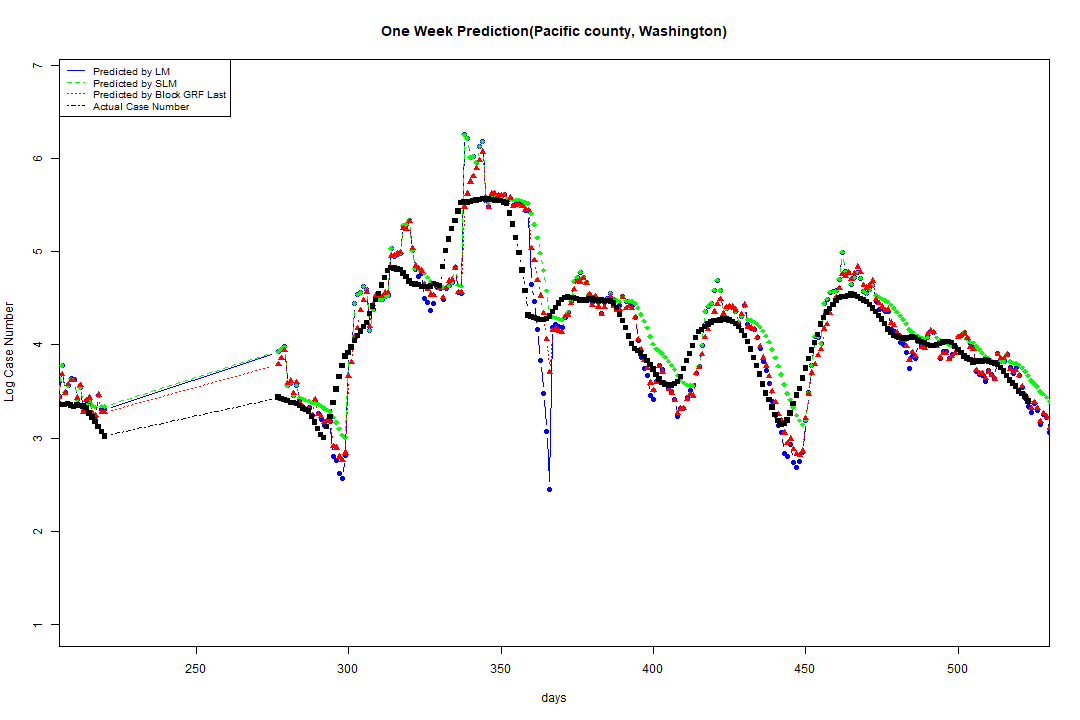 One Week Prediction(Pacific county, Washington)
Predicted by LM
Predicted by SLM
Predicted by Block GRF Last
Actual Case Number
7
6
5
4
3
2
1
Log Case Number
250 300 350 400 450 500
days